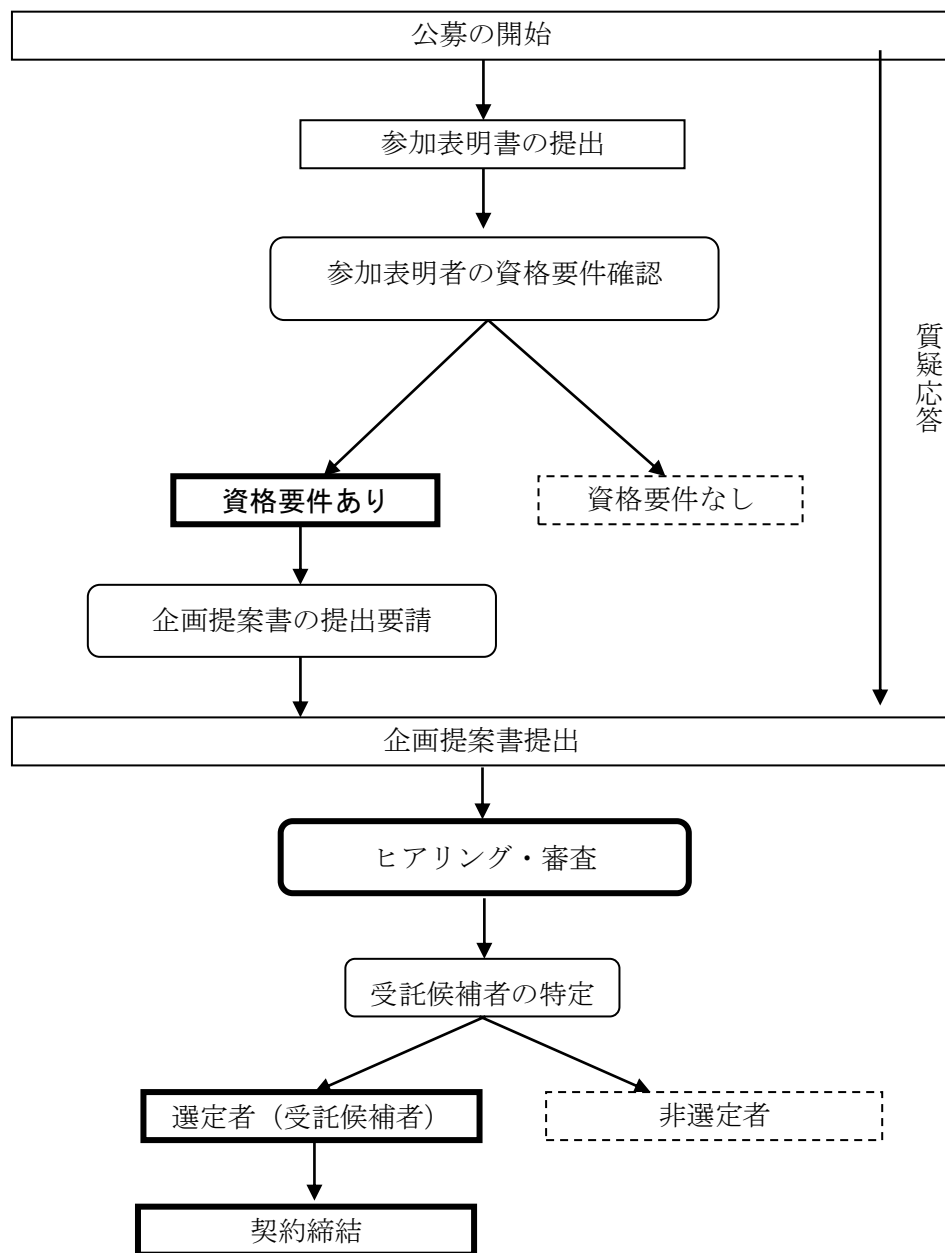 公募の開始
参加表明書の提出
参加表明者の資格要件確認
質疑応答
資格要件あり
資格要件なし
企画提案書の提出要請
企画提案書提出
ヒアリング・審査
受託候補者の特定
選定者（受託候補者）
非選定者
契約締結